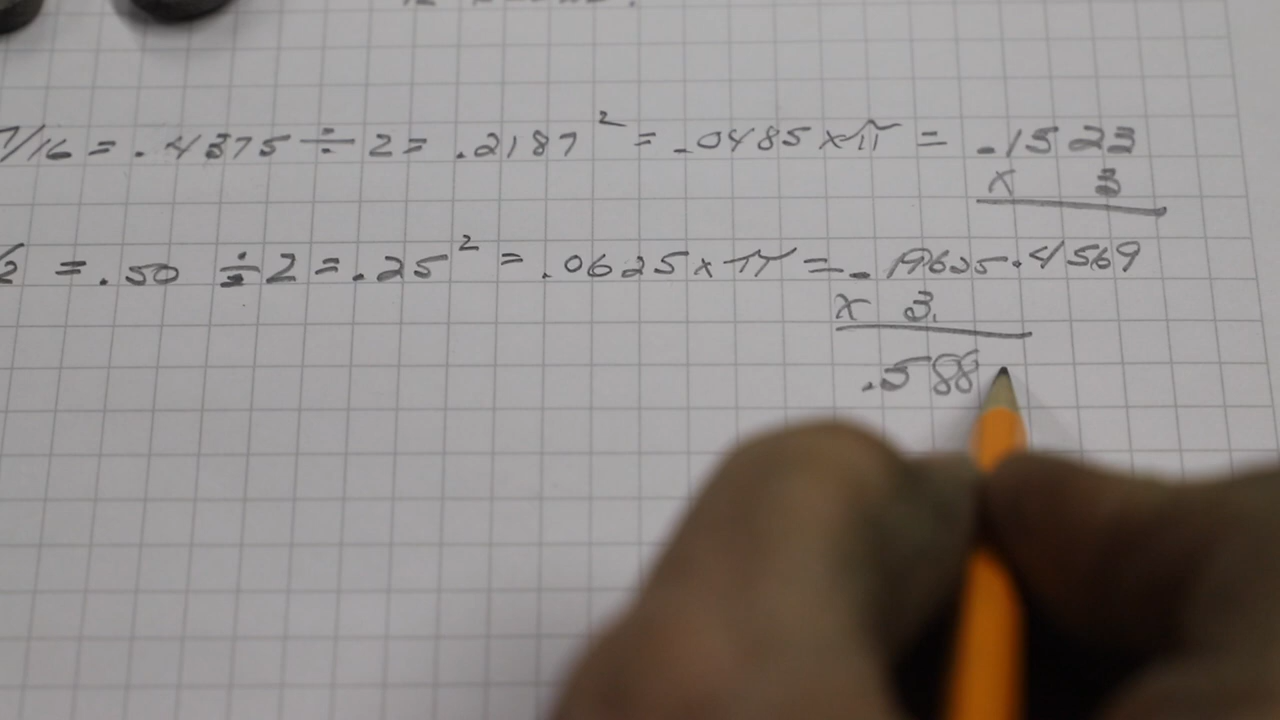 7/16 = .4375 ÷ 2 = .2187² = .0485 x π = .1523
x 3
/2 = .50 ÷ 2 = .25² = .0625 x π = .19625 .4569
x 3.
.588